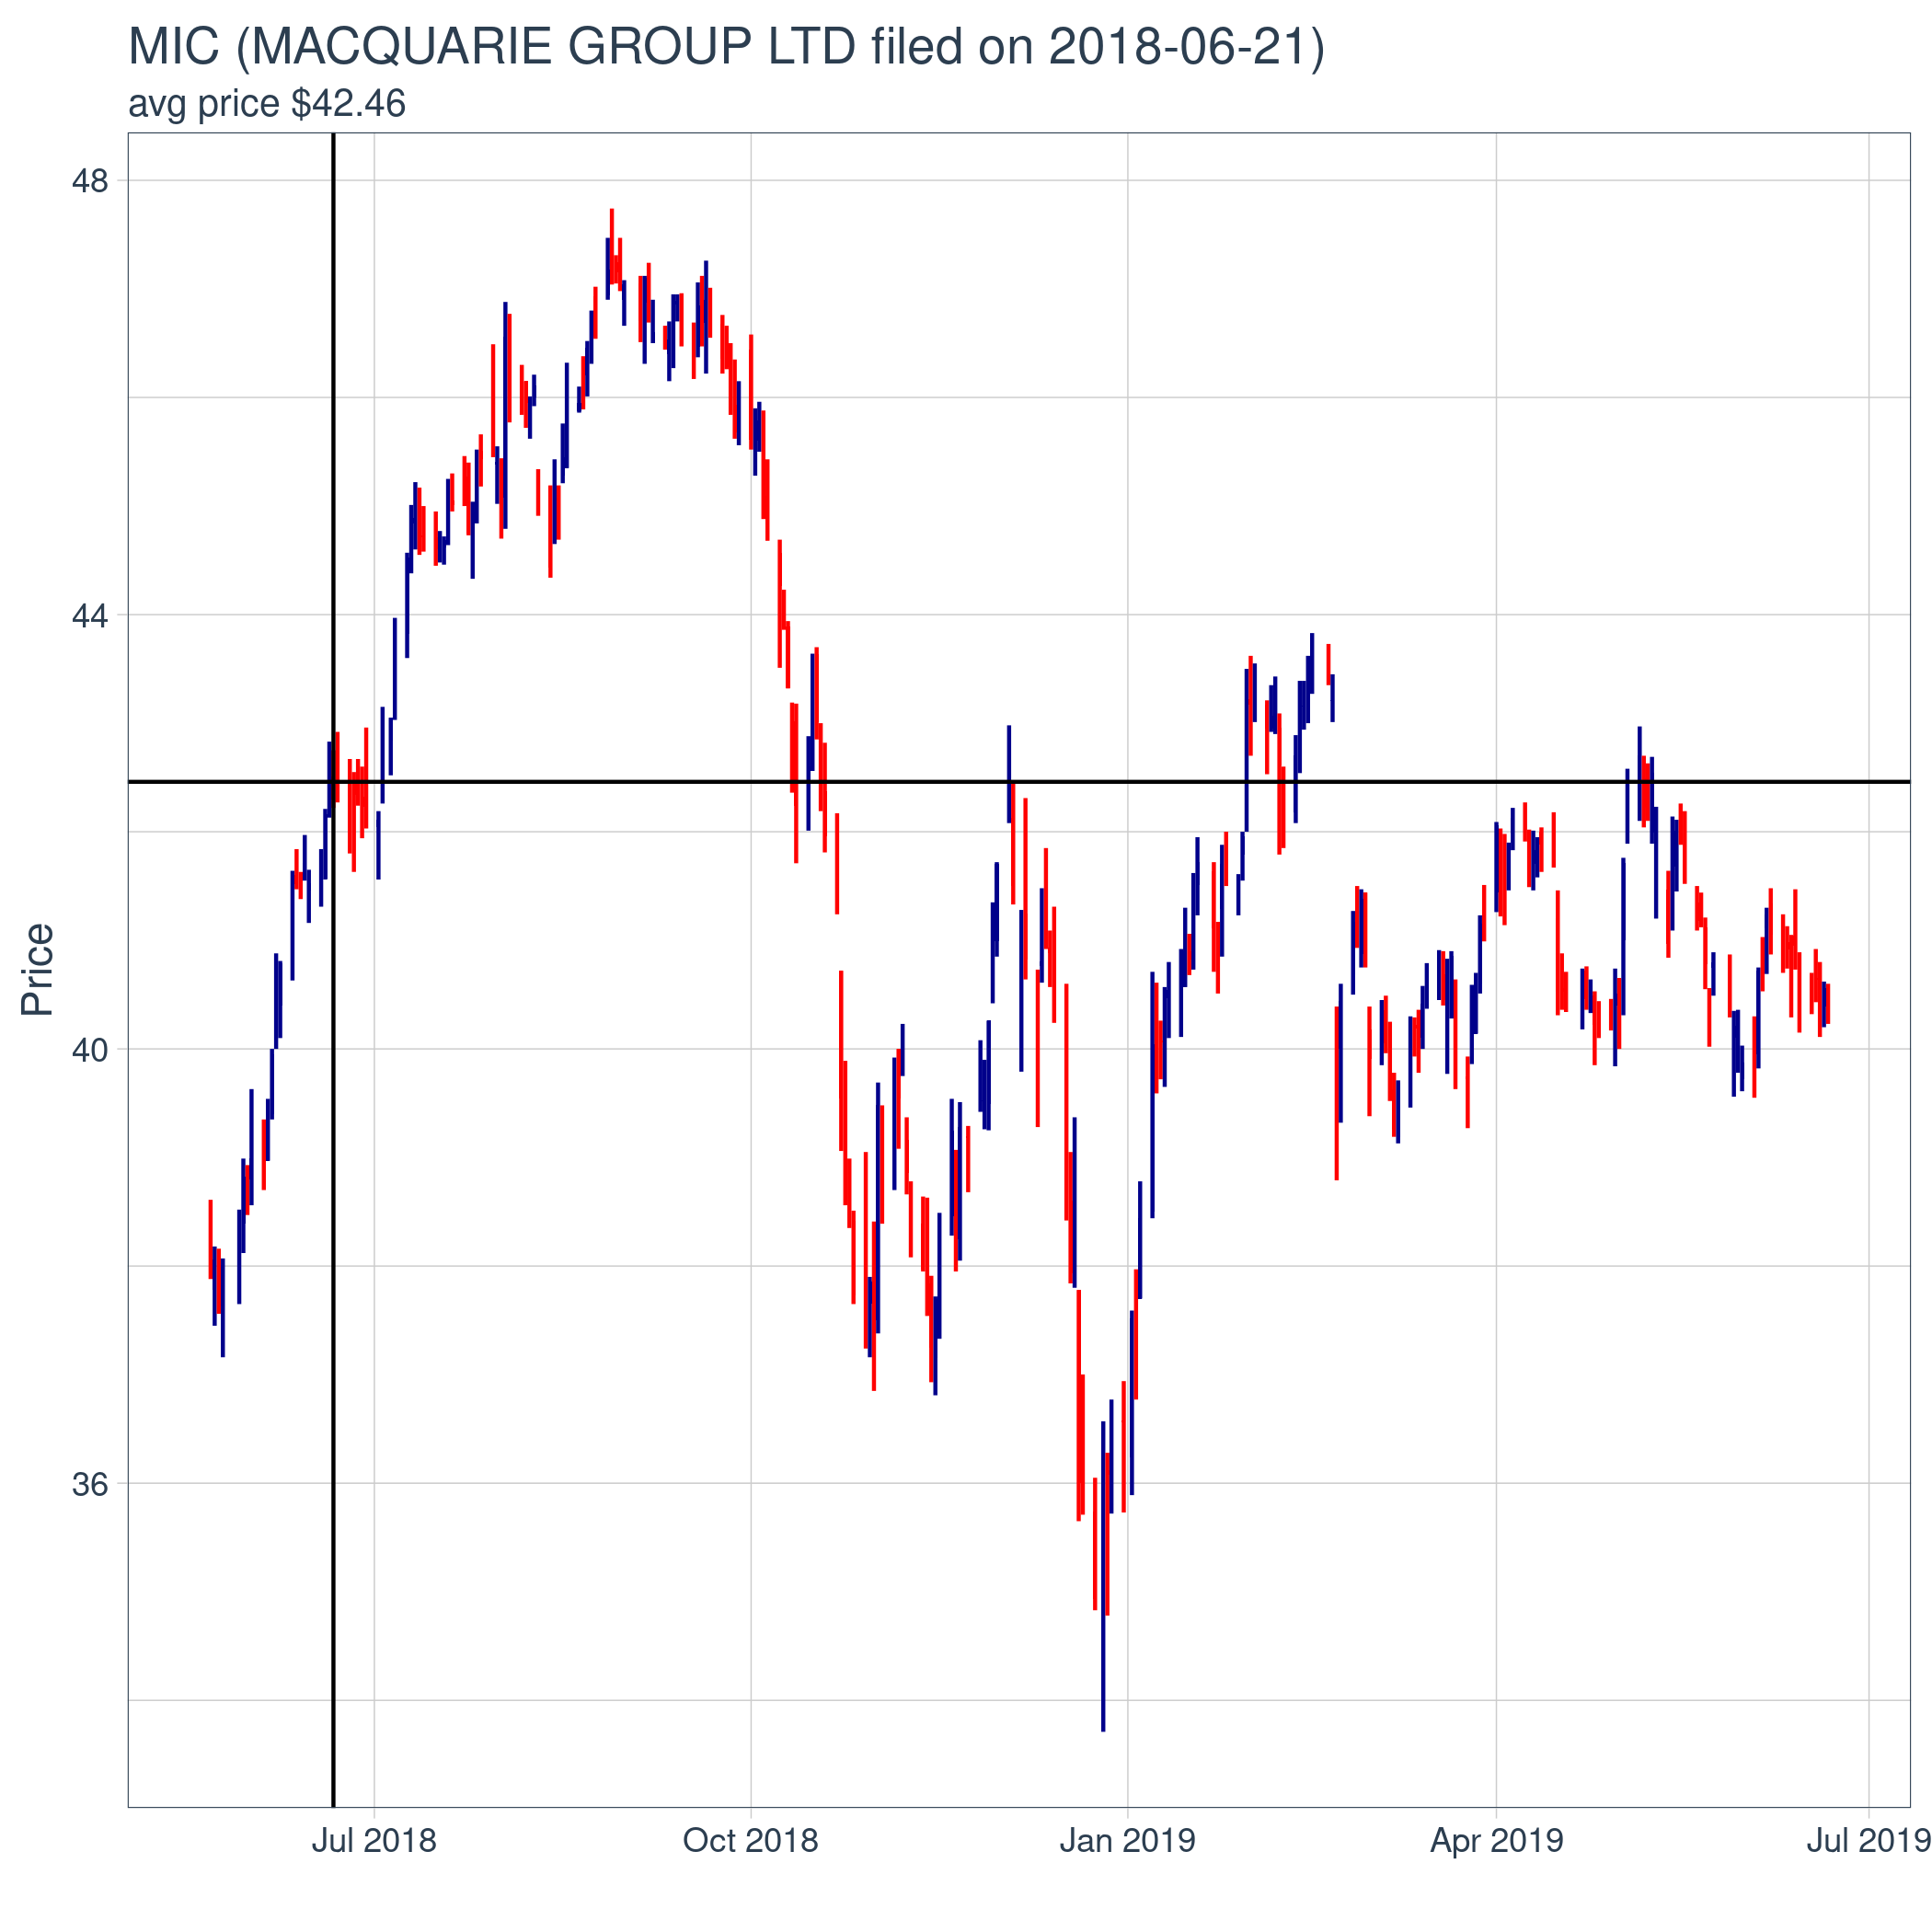 MIC (MACQUARIE GROUP LTD filed on 2018-06-21)
avg price $42.46
48
44
40
36
Price
Jul 2018 Oct 2018 Jan 2019 Apr 2019 Jul 2019